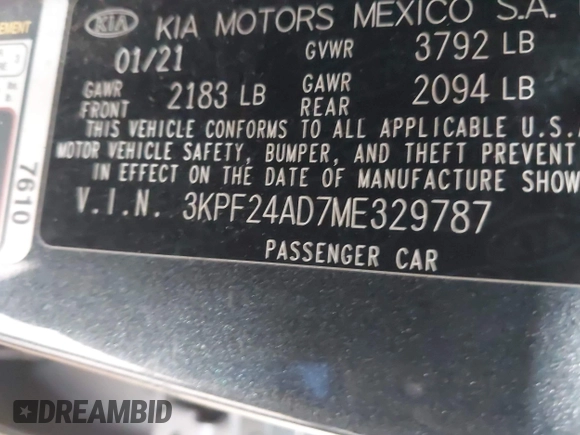 KIA KIA MOTORS MEXICO S.A.
01/21 GVWR 3792 LB
GAWR FRONT 2183 LB GAWR REAR 2094 LB
THIS VEHICLE CONFORMS TO ALL APPLICABLE U.S.
MOTOR VEHICLE SAFETY, BUMPER, AND THEFT PREVENT
IN EFFECT ON THE DATE OF MANUFACTURE SHOW
V.I.N. 3KPF24AD7ME329787
PASSENGER CAR
EMENT
7610
DREAMBID